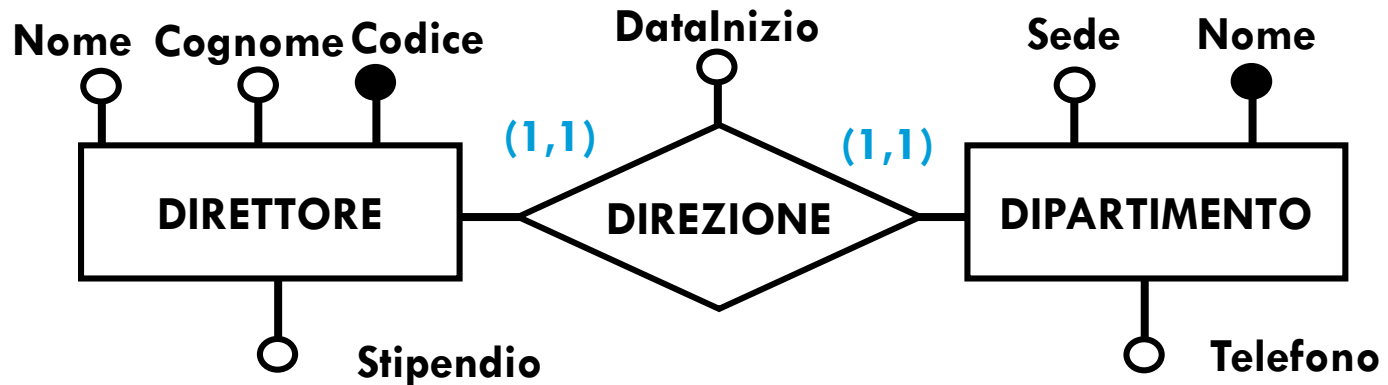 Nome Cognome Codice DataInizio Sede Nome
(1,1) (1,1)
DIRETTORE DIREZIONE DIPARTIMENTO
Stipendio Telefono